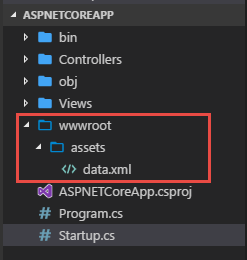 ASPNETCOREAPP
bin
Controllers
obj
Views
wwwroot
assets
data.xml
ASPNETCoreApp.csproj
Program.cs
Startup.cs